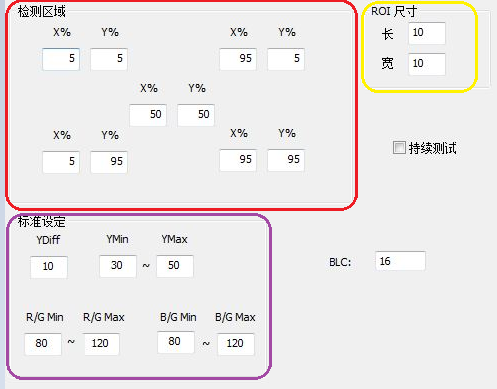 检测区域
X% Y% X% Y%
5 5 95 5
X% Y%
50 50
X% Y% X% Y%
5 95 95 95
ROI 尺寸
长 10
宽 10
持续测试
标准设定
YDiff YMin YMax
10 30 ~ 50
R/G Min R/G Max B/G Min B/G Max
80 ~ 120 80 ~ 120
BLC: 16